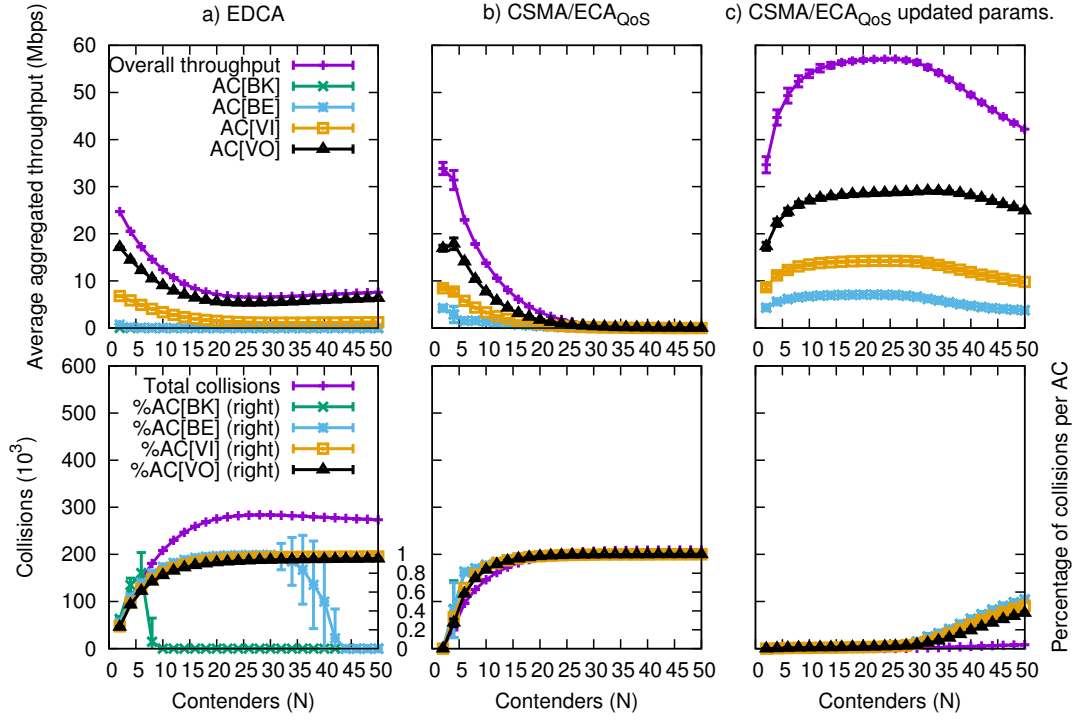 a) EDCA
b) CSMA/ECAQoS
c) CSMA/ECAQoS updated params.
Average aggregated throughput (Mbps)
60
50
40
30
20
10
0
Overall throughput
AC[BK]
AC[BE]
AC[VI]
AC[VO]
0 5 10 15 20 25 30 35 40 45 50
0 5 10 15 20 25 30 35 40 45 50
0 5 10 15 20 25 30 35 40 45 50
Collisions (10^3)
600
500
400
300
200
100
0
Total collisions
%AC[BK] (right)
%AC[BE] (right)
%AC[VI] (right)
%AC[VO] (right)
1
0.8
0.6
0.4
0.2
0
Percentage of collisions per AC
0 5 10 15 20 25 30 35 40 45 50
0 5 10 15 20 25 30 35 40 45 50
0 5 10 15 20 25 30 35 40 45 50
Contenders (N)
Contenders (N)
Contenders (N)